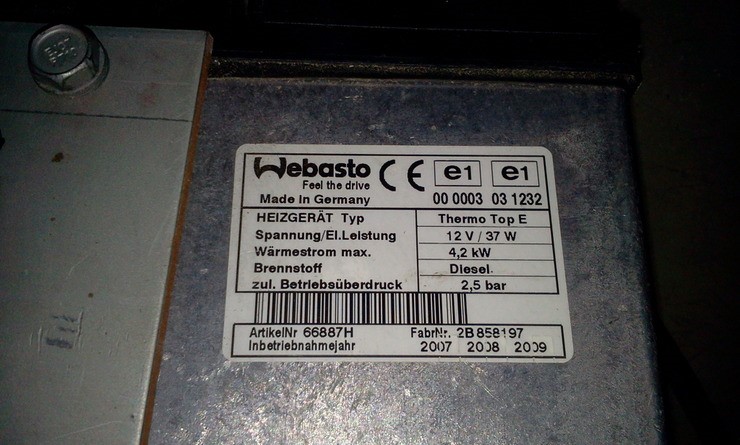 Webasto CE e1 e1
Feel the drive
Made in Germany 00 0003 03 1232
HEIZGERÄT Typ Thermo Top E
Spannung/El.Leistung 12 V / 37 W
Wärmestrom max. 4,2 kW
Brennstoff Diesel
zul. Betriebsüberdruck 2,5 bar
ArtikelNr 66887H FabrNr. 2B858197
Inbetriebnahmejahr 2007 2008 2009